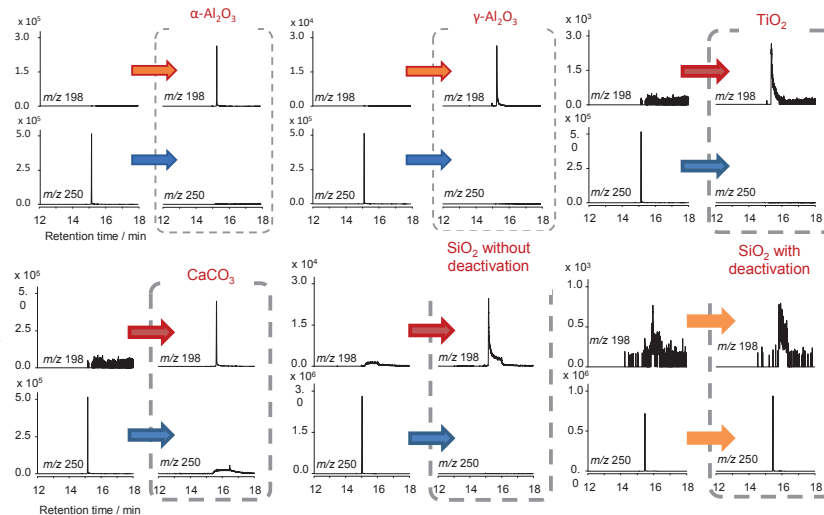 α-Al2O3
γ-Al2O3
TiO2
x 10^5
3.0
1.5
0.0
m/z 198
m/z 198
x 10^5
5.0
2.5
0.0
m/z 250
m/z 250
12 14 16 18
12 14 16 18
Retention time / min
x 10^4
3.0
1.5
0.0
m/z 198
m/z 198
x 10^5
5.0
2.5
0.0
m/z 250
m/z 250
12 14 16 18
12 14 16 18
x 10^3
3.0
1.5
0.0
m/z 198
m/z 198
x 10^5
5.
0
2.5
0.0
m/z 250
m/z 250
12 14 16 18
12 14 16 18
CaCO3
SiO2 without
deactivation
SiO2 with
deactivation
x 10^5
5.
0
2.5
0.0
m/z 198
m/z 198
x 10^5
5.0
2.5
0.0
m/z 250
m/z 250
12 14 16 18
12 14 16 18
Retention time / min
x 10^4
3.0
1.5
0.0
m/z 198
m/z 198
x 10^6
3.
0
1.5
0.0
m/z 250
m/z 250
12 14 16 18
12 14 16 18
x 10^3
1.0
0.5
0.0
m/z 198
m/z 198
x 10^6
1.0
0.5
0.
0
m/z 250
m/z 250
12 14 16 18
12 14 16 18